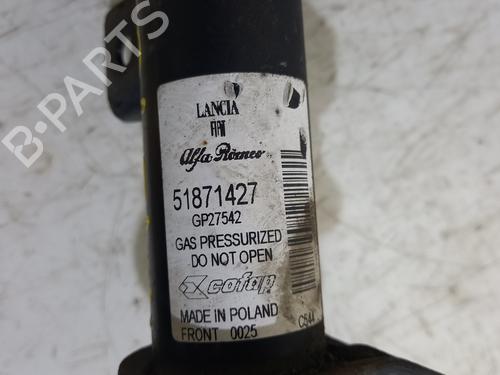 LANCIA
FIAT
Alfa Romeo
51871427
GP27542
GAS PRESSURIZED
DO NOT OPEN
cofap
MADE IN POLAND
FRONT 0025
C544
B-PARTS